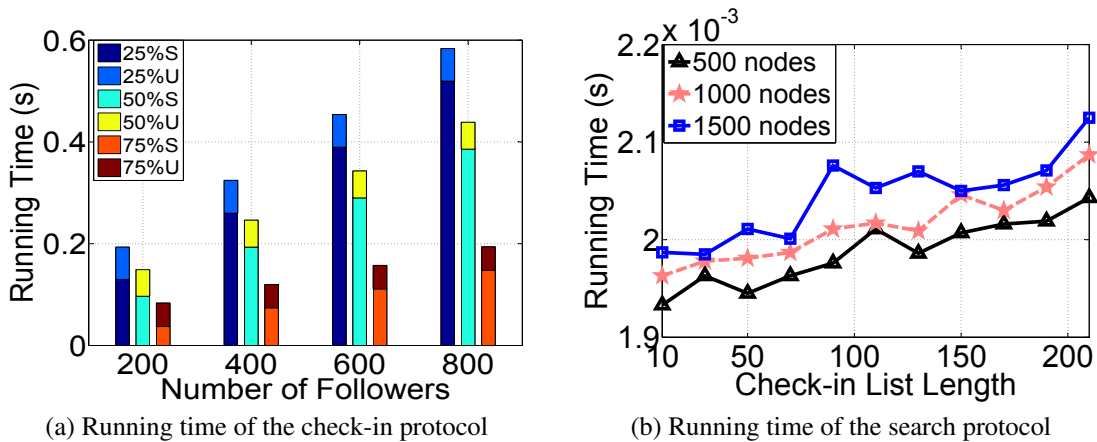 0.6
0.4
0.2
0
Running Time (s)
25%S
25%U
50%S
50%U
75%S
75%U
200 400 600 800
Number of Followers
(a) Running time of the check-in protocol
x 10^-3
2.2
2.1
2
1.9
Running Time (s)
500 nodes
1000 nodes
1500 nodes
10 50 100 150 200
Check-in List Length
(b) Running time of the search protocol